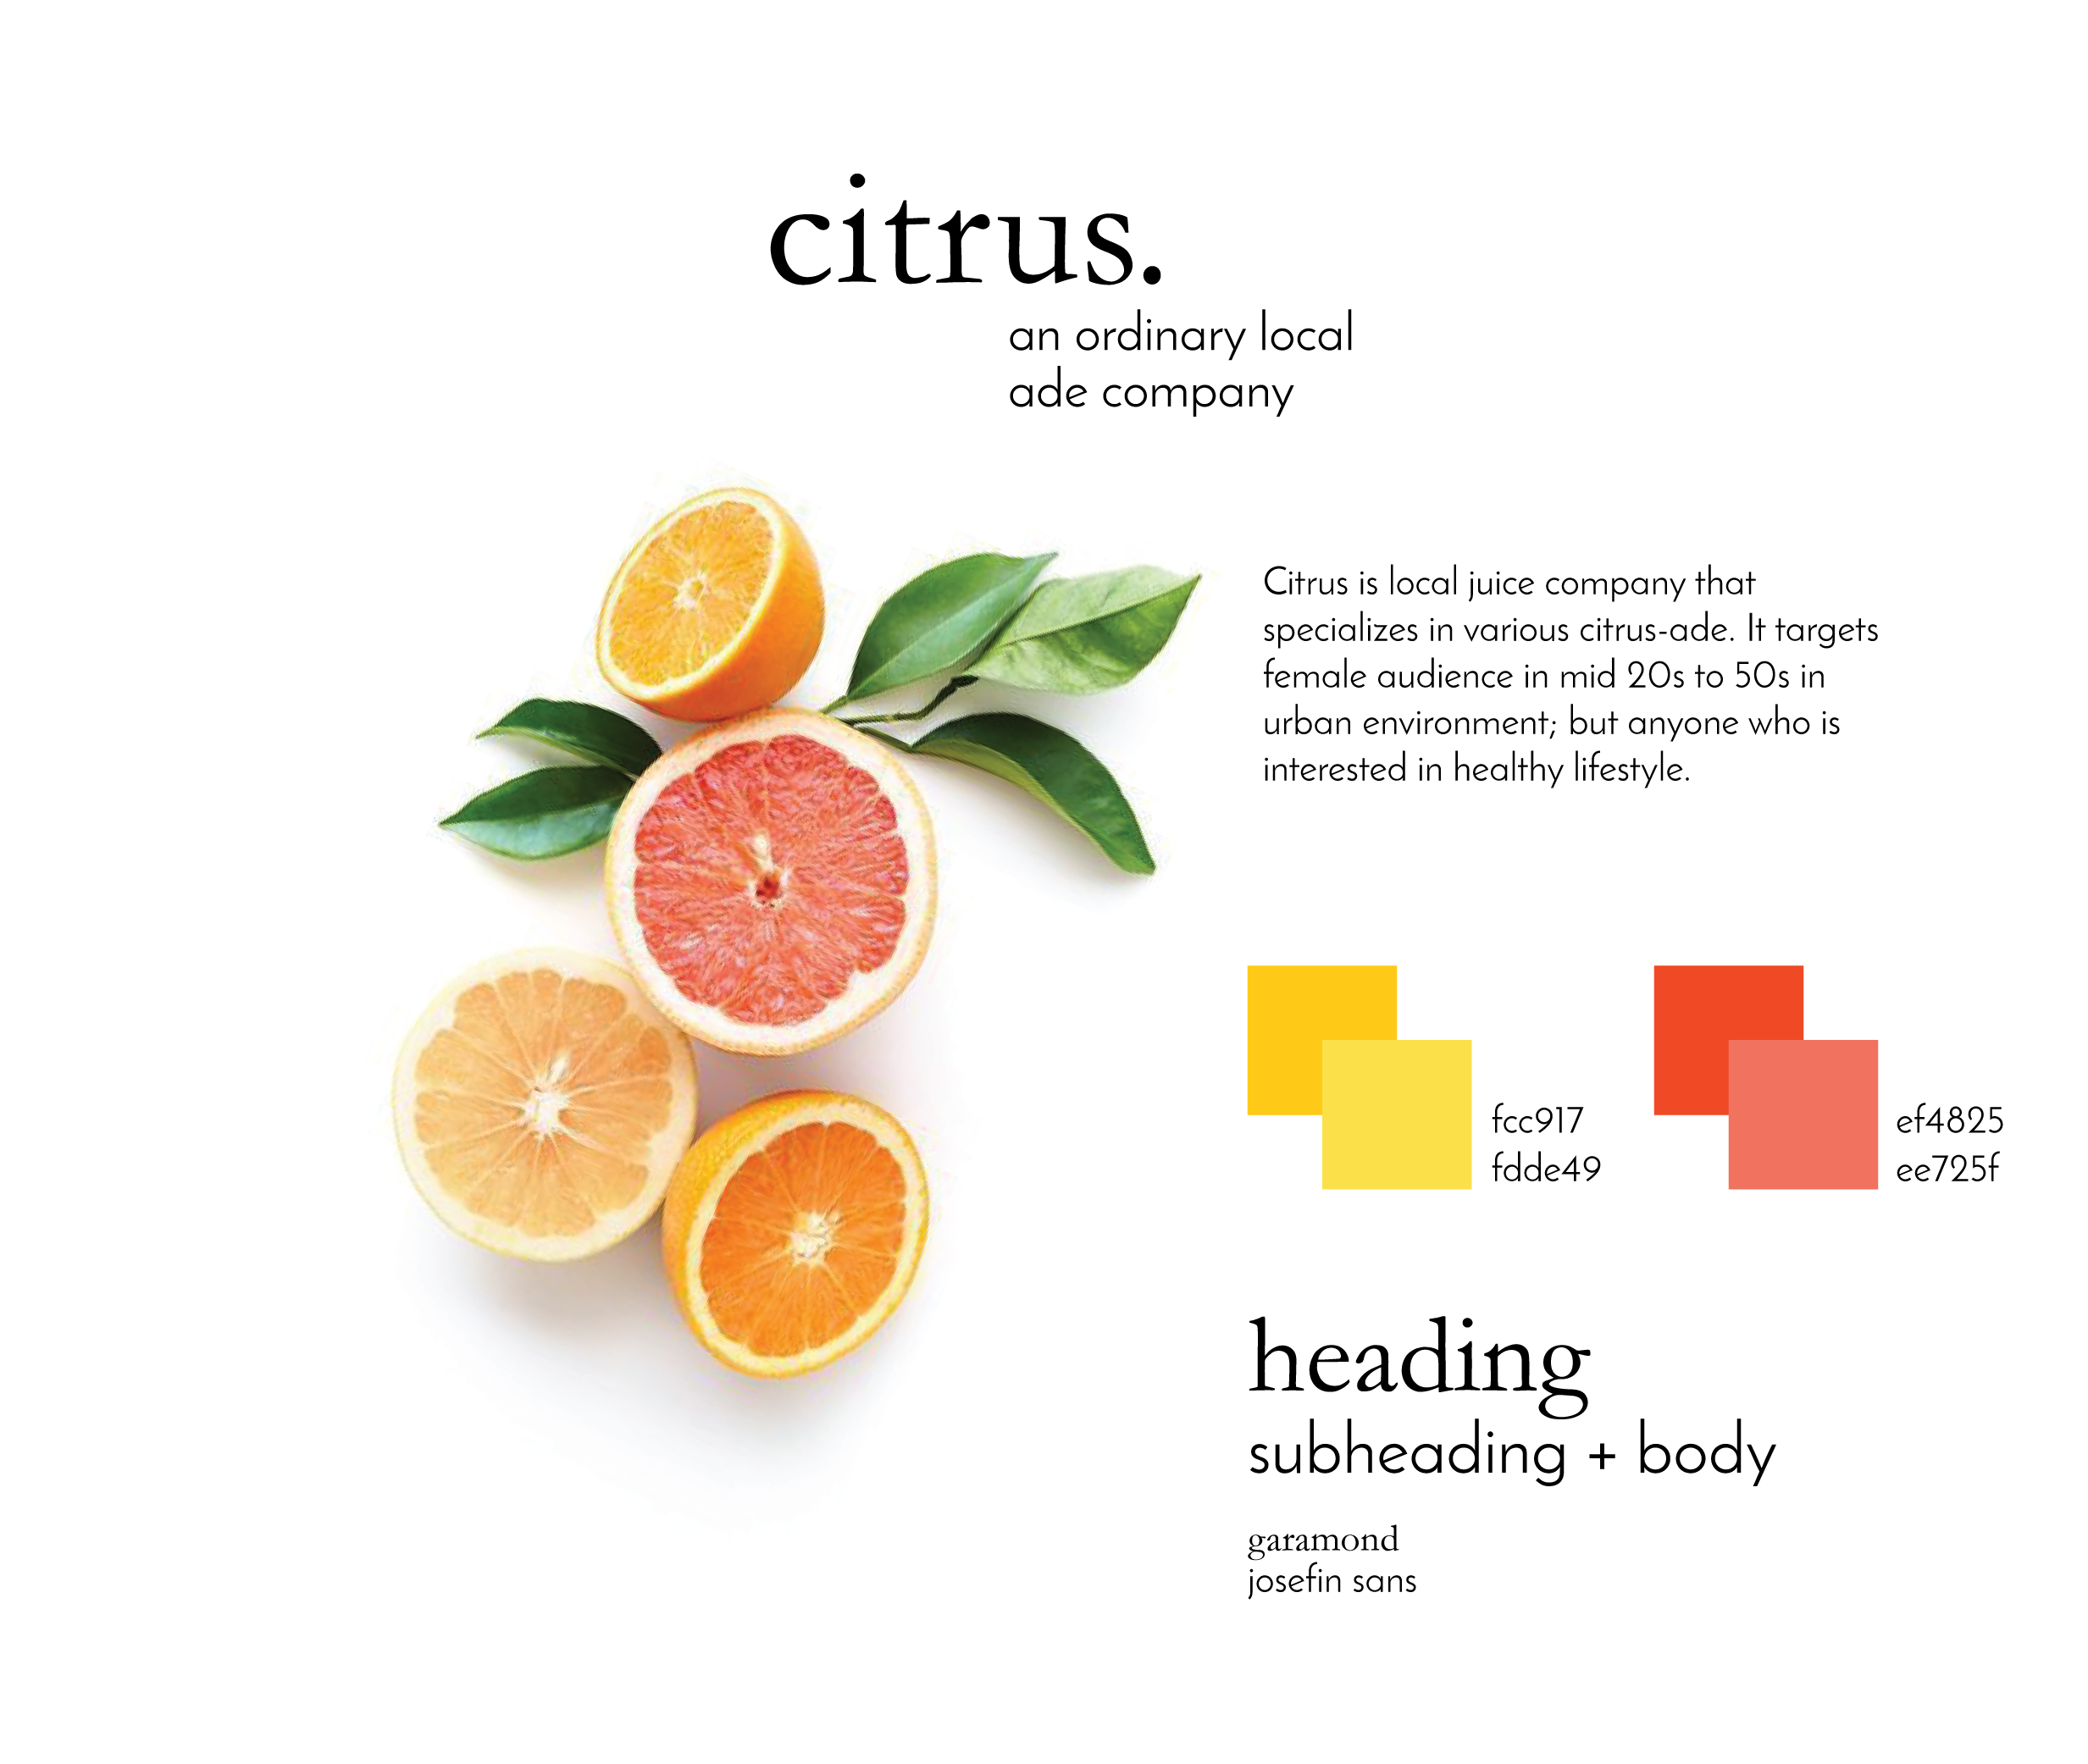 citrus.
an ordinary local
ade company
Citrus is local juice company that
specializes in various citrus-ade. It targets
female audience in mid 20s to 50s in
urban environment; but anyone who is
interested in healthy lifestyle.
fcc917
fdde49
ef4825
ee725f
heading
subheading + body
garamond
josefin sans